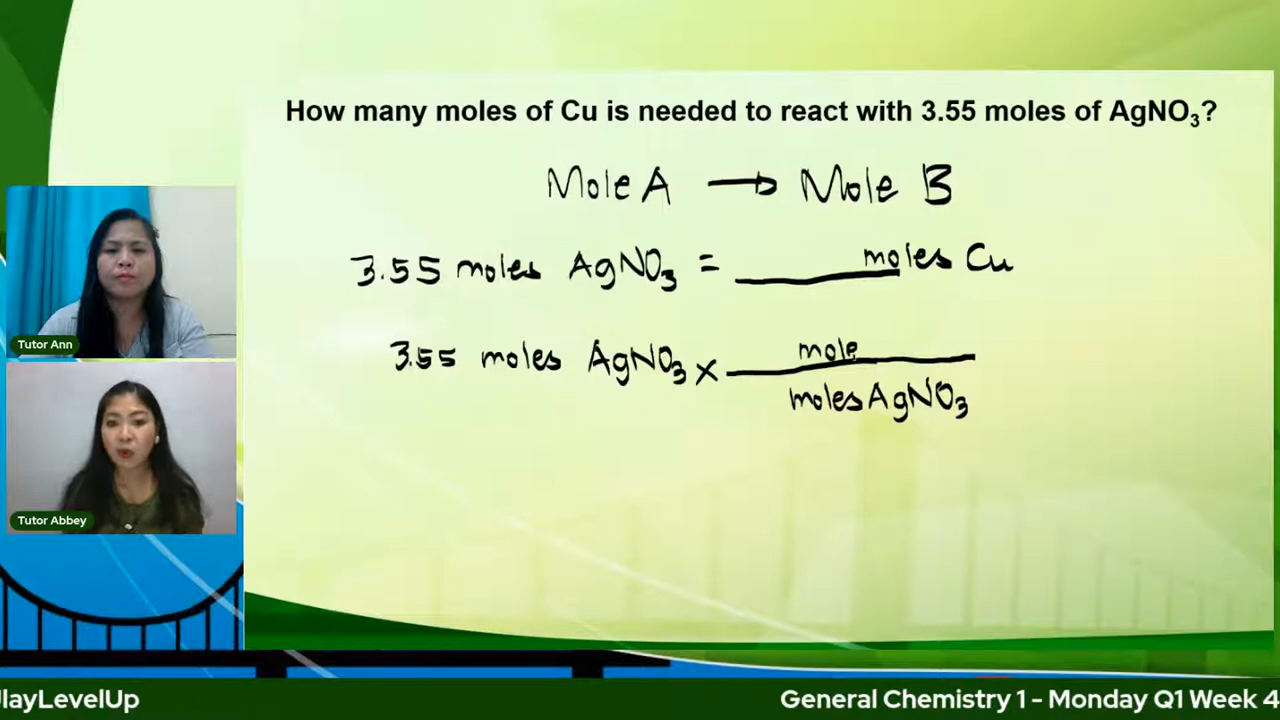 How many moles of Cu is needed to react with 3.55 moles of AgNO₃?
Mole A → Mole B
3.55 moles AgNO₃ = ______ moles Cu
3.55 moles AgNO₃ x mole
moles AgNO₃
Tutor Ann
Tutor Abbey
JlayLevelUp
General Chemistry 1 - Monday Q1 Week 4